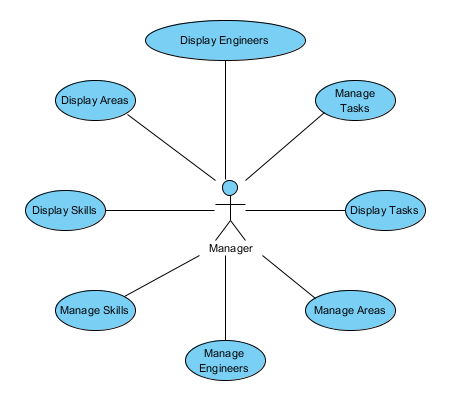 Display Engineers
Display Areas
Manage
Tasks
Display Skills
Display Tasks
Manager
Manage Skills
Manage Areas
Manage
Engineers